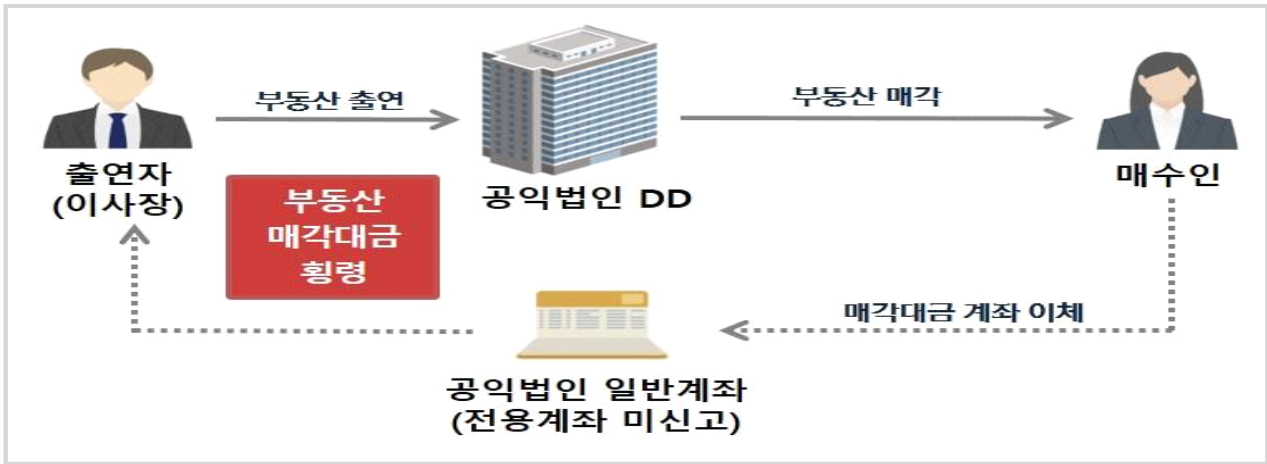 부동산 출연
부동산 매각
출연자
(이사장)
공익법인 DD
매수인
부동산
매각대금
횡령
매각대금 계좌 이체
공익법인 일반계좌
(전용계좌 미신고)